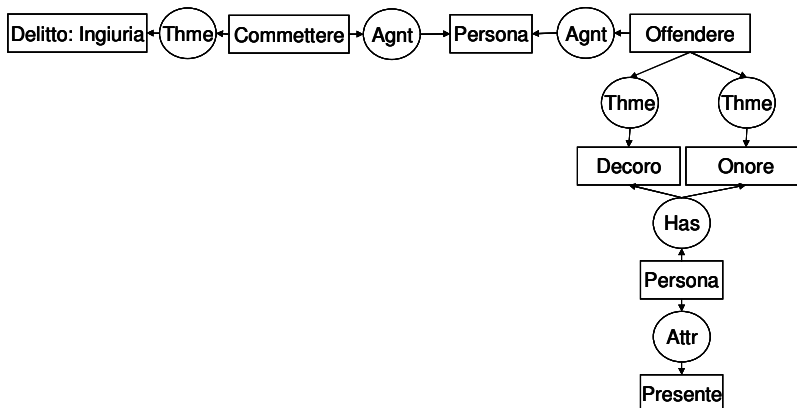 Delitto: Ingiuria Thme Commettere Agnt Persona Agnt Offendere
Thme Thme
Decoro Onore
Has
Persona
Attr
Presente